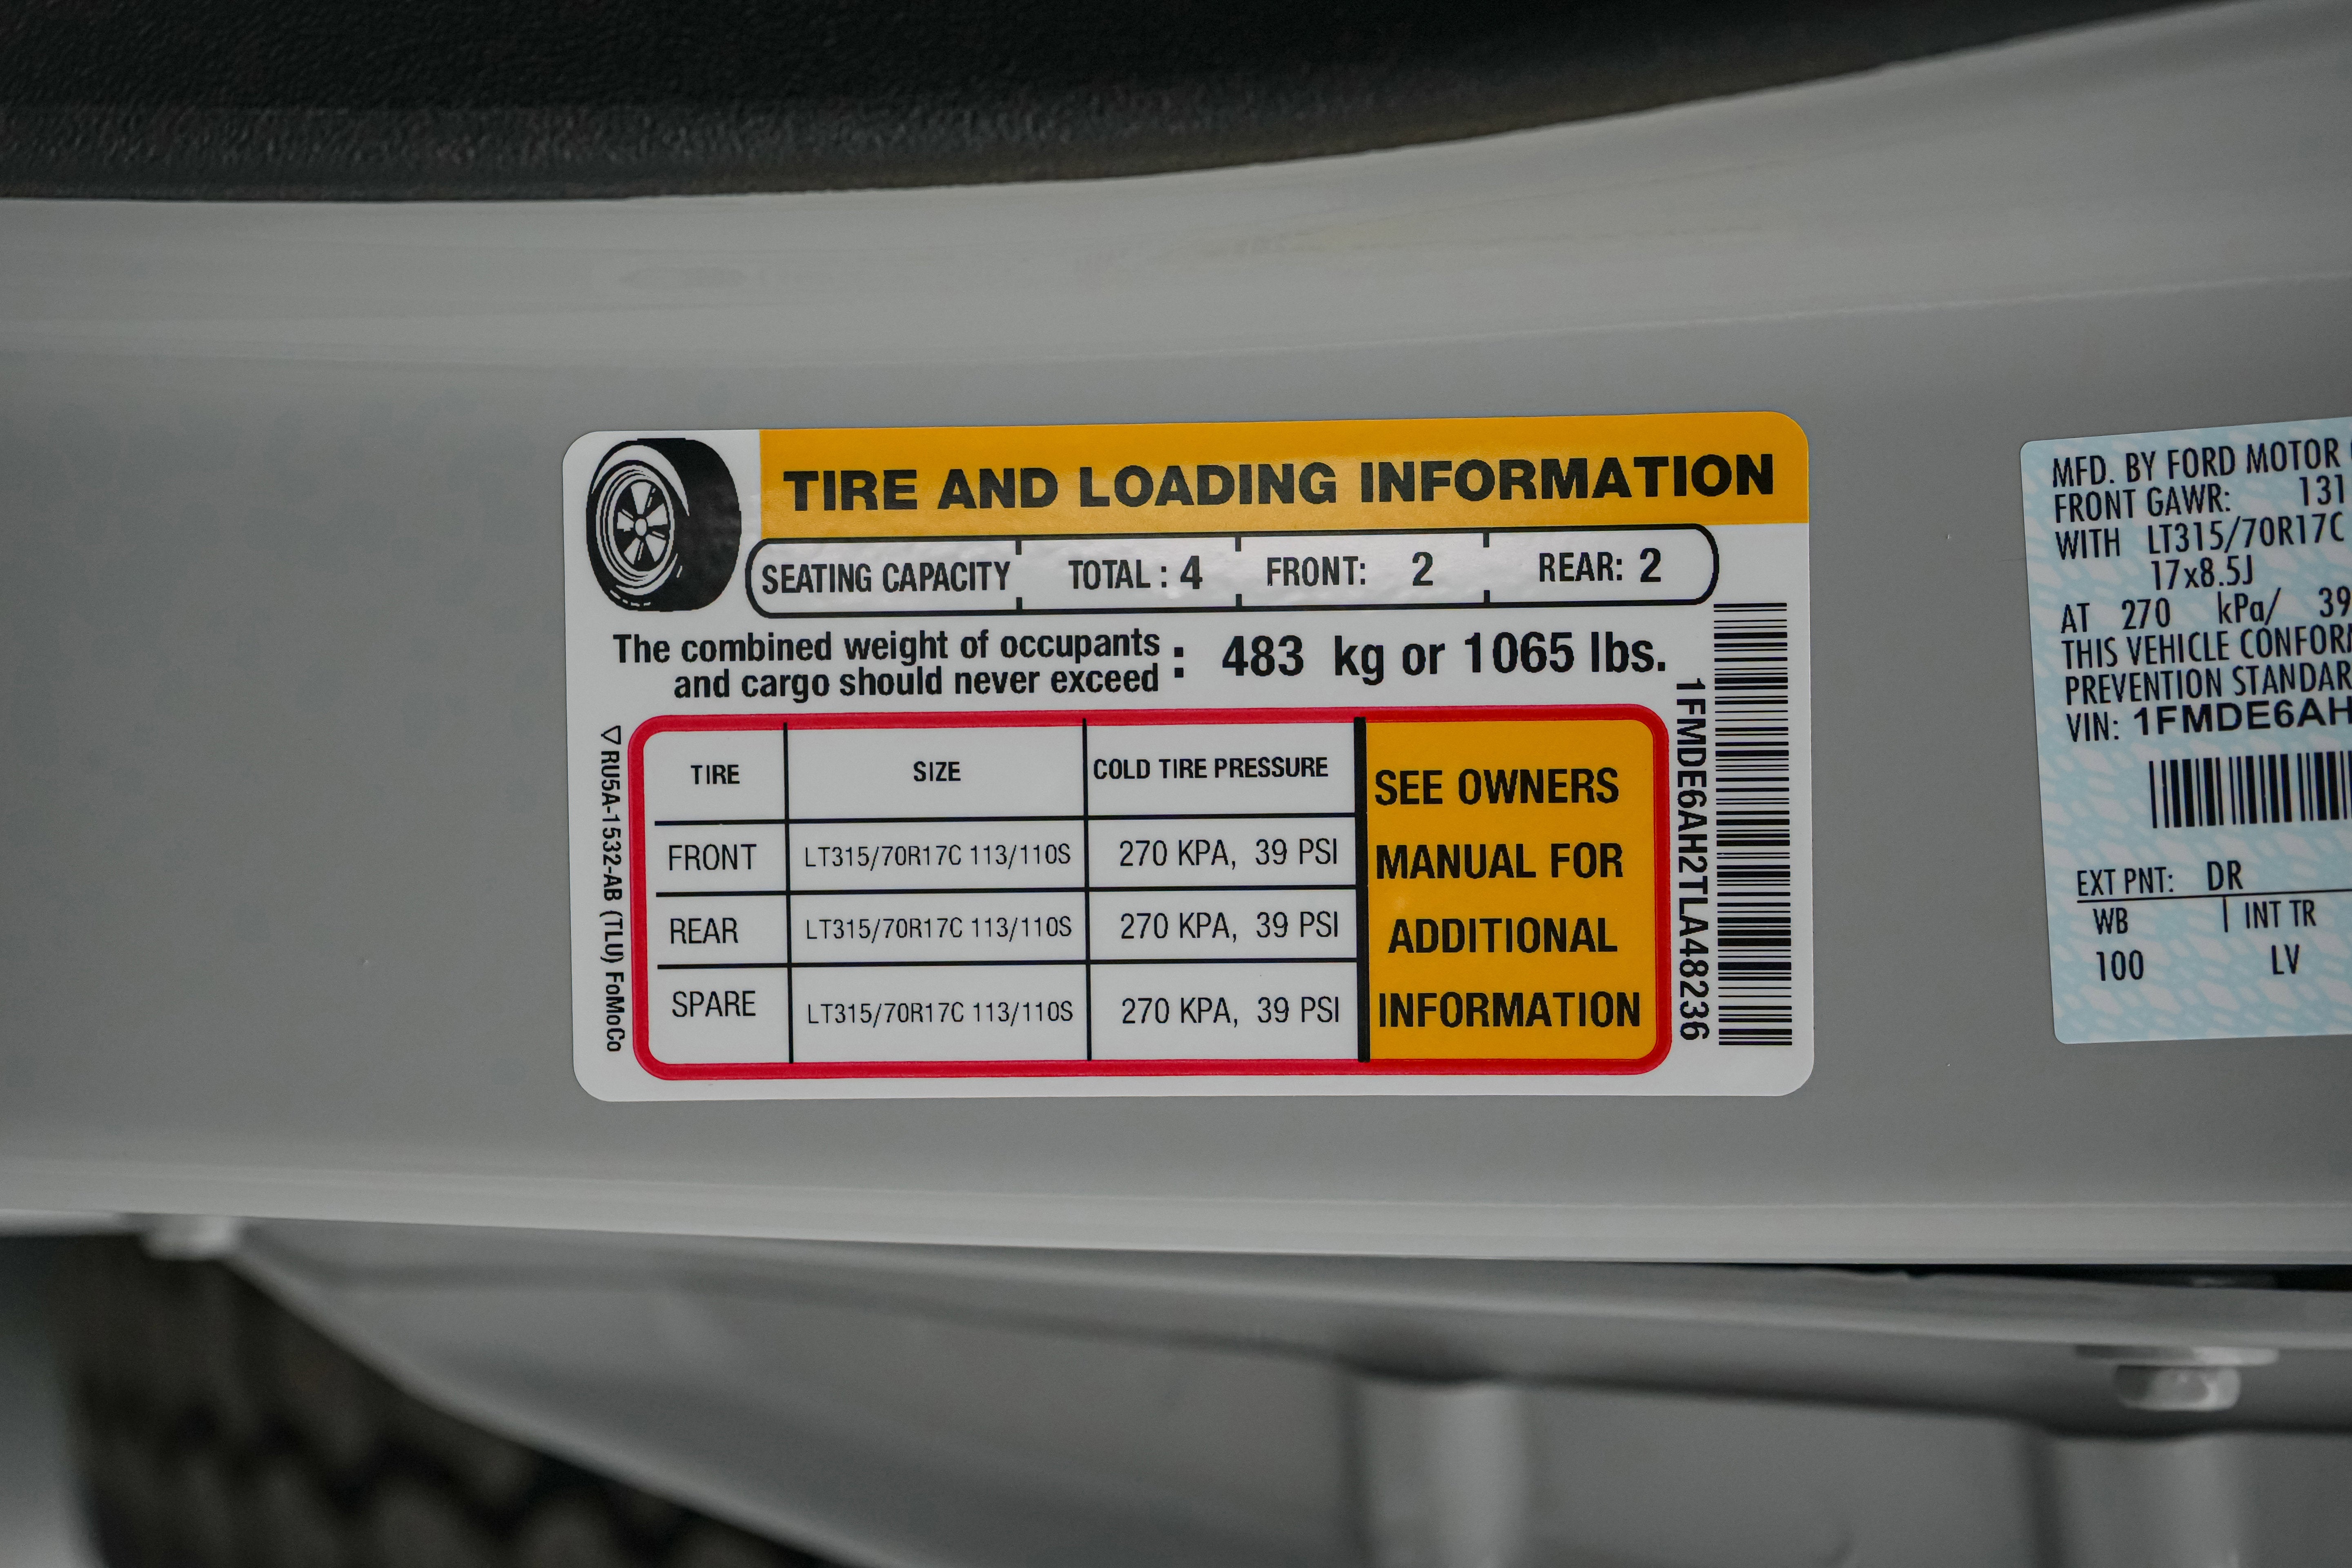 TIRE AND LOADING INFORMATION
SEATING CAPACITY TOTAL : 4 FRONT: 2 REAR: 2
The combined weight of occupants
and cargo should never exceed : 483 kg or 1065 lbs.
TIRE SIZE COLD TIRE PRESSURE
FRONT LT315/70R17C 113/110S 270 KPA, 39 PSI
REAR LT315/70R17C 113/110S 270 KPA, 39 PSI
SPARE LT315/70R17C 113/110S 270 KPA, 39 PSI
SEE OWNERS
MANUAL FOR
ADDITIONAL
INFORMATION
RU5A-1532-AB (TLU) FoMoCo
1FMDE6AH2TLA48236
MFD. BY FORD MOTOR
FRONT GAWR: 131
WITH LT315/70R17C
17x8.5J
AT 270 kPa/ 39
THIS VEHICLE CONFOR
PREVENTION STANDAR
VIN: 1FMDE6AH
EXT PNT: DR
WB INT TR
100 LV